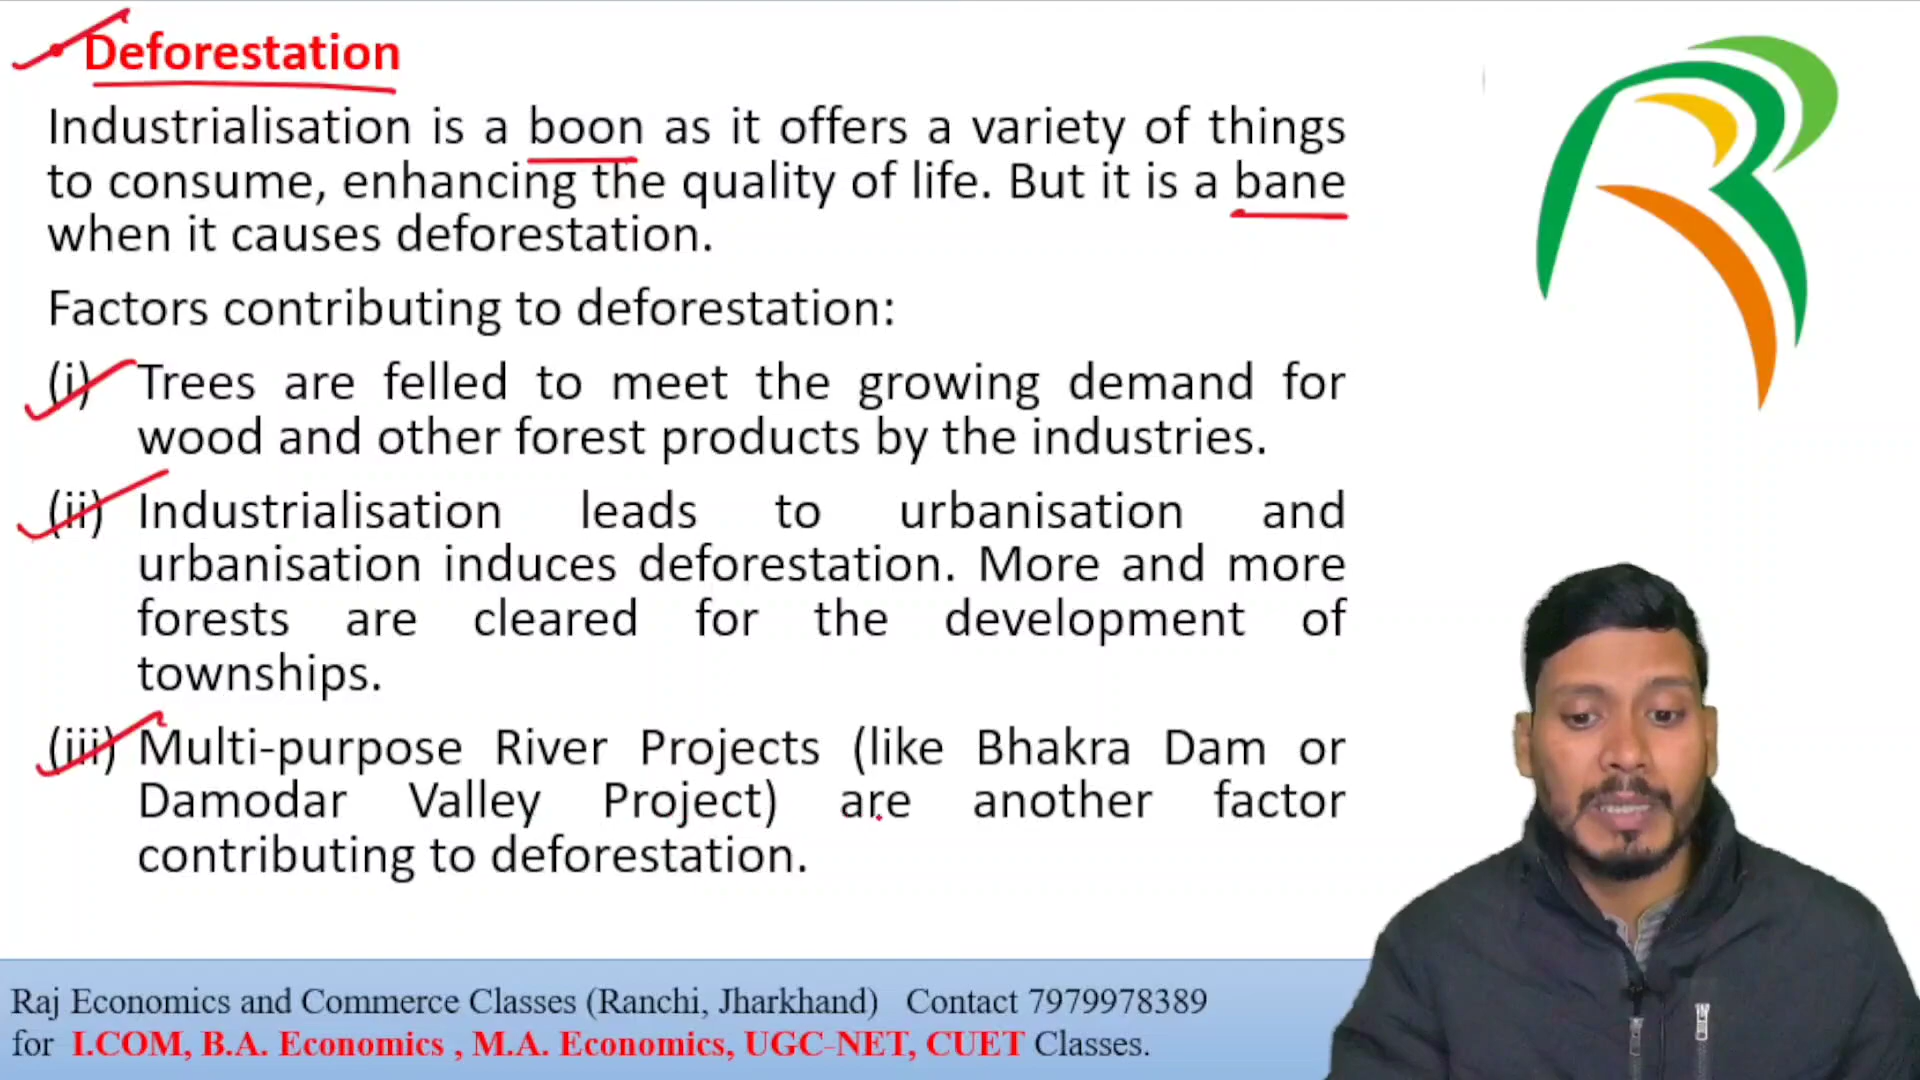 Deforestation
Industrialisation is a boon as it offers a variety of things
to consume, enhancing the quality of life. But it is a bane
when it causes deforestation.
Factors contributing to deforestation:
(i) Trees are felled to meet the growing demand for
wood and other forest products by the industries.
(ii) Industrialisation leads to urbanisation and
urbanisation induces deforestation. More and more
forests are cleared for the development of
townships.
(iii) Multi-purpose River Projects (like Bhakra Dam or
Damodar Valley Project) are another factor
contributing to deforestation.
Raj Economics and Commerce Classes (Ranchi, Jharkhand) Contact 7979978389
for I.COM, B.A. Economics , M.A. Economics, UGC-NET, CUET Classes.